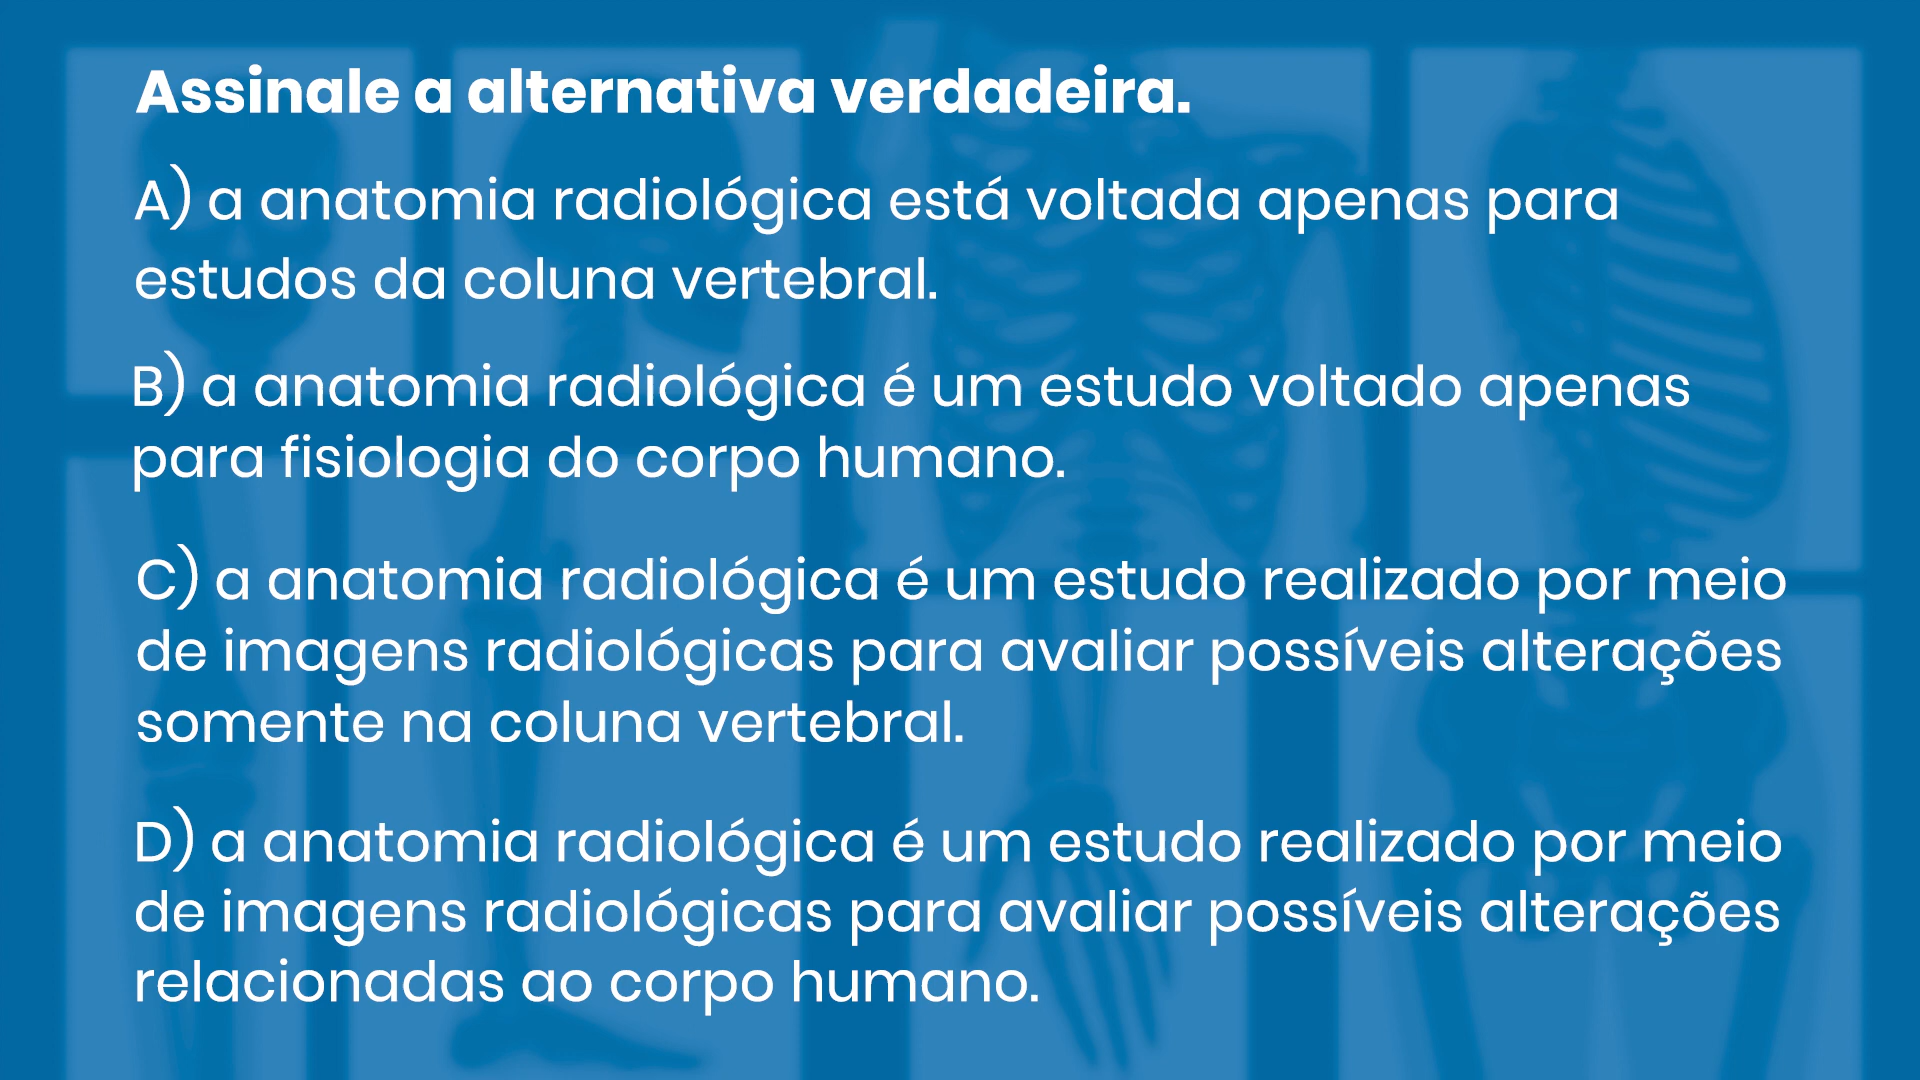 Assinale a alternativa verdadeira.
A) a anatomia radiológica está voltada apenas para
estudos da coluna vertebral.
B) a anatomia radiológica é um estudo voltado apenas
para fisiologia do corpo humano.
C) a anatomia radiológica é um estudo realizado por meio
de imagens radiológicas para avaliar possíveis alterações
somente na coluna vertebral.
D) a anatomia radiológica é um estudo realizado por meio
de imagens radiológicas para avaliar possíveis alterações
relacionadas ao corpo humano.